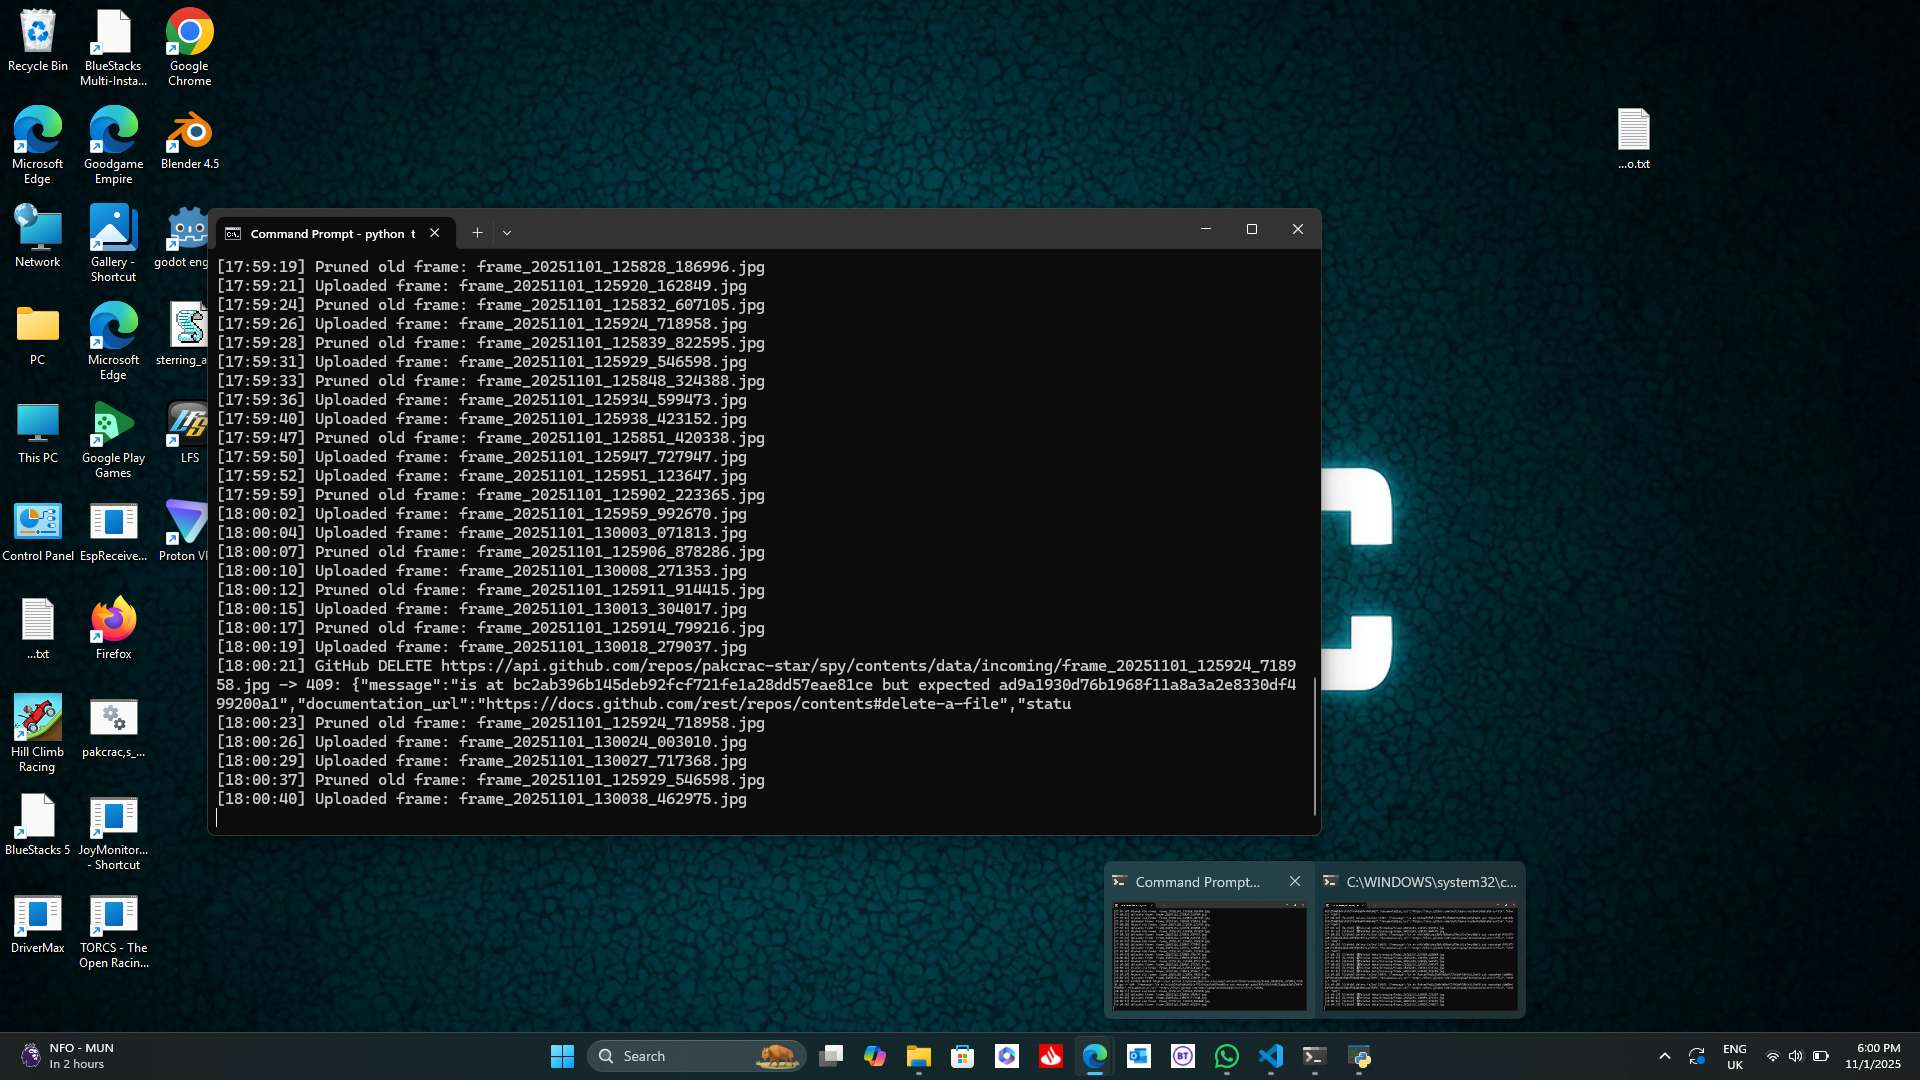 Recycle Bin
BlueStacks
Multi-Insta...
Google
Chrome
Microsoft
Edge
Goodgame
Empire
Blender 4.5
Network
Gallery -
Shortcut
godot eng
PC
Microsoft
Edge
sterring_a
This PC
Google Play
Games
LFS
Control Panel
EspReceive...
Proton VP
...txt
Firefox
Hill Climb
Racing
pakcrac,s_...
BlueStacks 5
JoyMonitor...
- Shortcut
DriverMax
TORCS - The
Open Racin...
...o.txt
Command Prompt - python t
[17:59:19] Pruned old frame: frame_20251101_125828_186996.jpg
[17:59:21] Uploaded frame: frame_20251101_125920_162849.jpg
[17:59:24] Pruned old frame: frame_20251101_125832_607105.jpg
[17:59:26] Uploaded frame: frame_20251101_125924_718958.jpg
[17:59:28] Pruned old frame: frame_20251101_125839_822595.jpg
[17:59:31] Uploaded frame: frame_20251101_125929_546598.jpg
[17:59:33] Pruned old frame: frame_20251101_125848_324388.jpg
[17:59:36] Uploaded frame: frame_20251101_125934_599473.jpg
[17:59:40] Uploaded frame: frame_20251101_125938_423152.jpg
[17:59:47] Pruned old frame: frame_20251101_125851_420338.jpg
[17:59:50] Uploaded frame: frame_20251101_125947_727947.jpg
[17:59:52] Uploaded frame: frame_20251101_125951_123647.jpg
[17:59:59] Pruned old frame: frame_20251101_125902_223365.jpg
[18:00:02] Uploaded frame: frame_20251101_125959_992670.jpg
[18:00:04] Uploaded frame: frame_20251101_130003_071813.jpg
[18:00:07] Pruned old frame: frame_20251101_125906_878286.jpg
[18:00:10] Uploaded frame: frame_20251101_130008_271353.jpg
[18:00:12] Pruned old frame: frame_20251101_125911_914415.jpg
[18:00:15] Uploaded frame: frame_20251101_130013_304017.jpg
[18:00:17] Pruned old frame: frame_20251101_125914_799216.jpg
[18:00:19] Uploaded frame: frame_20251101_130018_279037.jpg
[18:00:21] GitHub DELETE https://api.github.com/repos/pakcrac-star/spy/contents/data/incoming/frame_20251101_125924_7189
58.jpg -> 409: {"message":"is at bc2ab396b145deb92fcf721fe1a28dd57eae81ce but expected ad9a1930d76b1968f11a8a3a2e8330df4
99200a1","documentation_url":"https://docs.github.com/rest/repos/contents#delete-a-file","statu
[18:00:23] Pruned old frame: frame_20251101_125924_718958.jpg
[18:00:26] Uploaded frame: frame_20251101_130024_003010.jpg
[18:00:29] Uploaded frame: frame_20251101_130027_717368.jpg
[18:00:37] Pruned old frame: frame_20251101_125929_546598.jpg
[18:00:40] Uploaded frame: frame_20251101_130038_462975.jpg
Command Prompt...
C:\WINDOWS\system32\c...
NFO - MUN
In 2 hours
Search
BT
ENG
UK
6:00 PM
11/1/2025